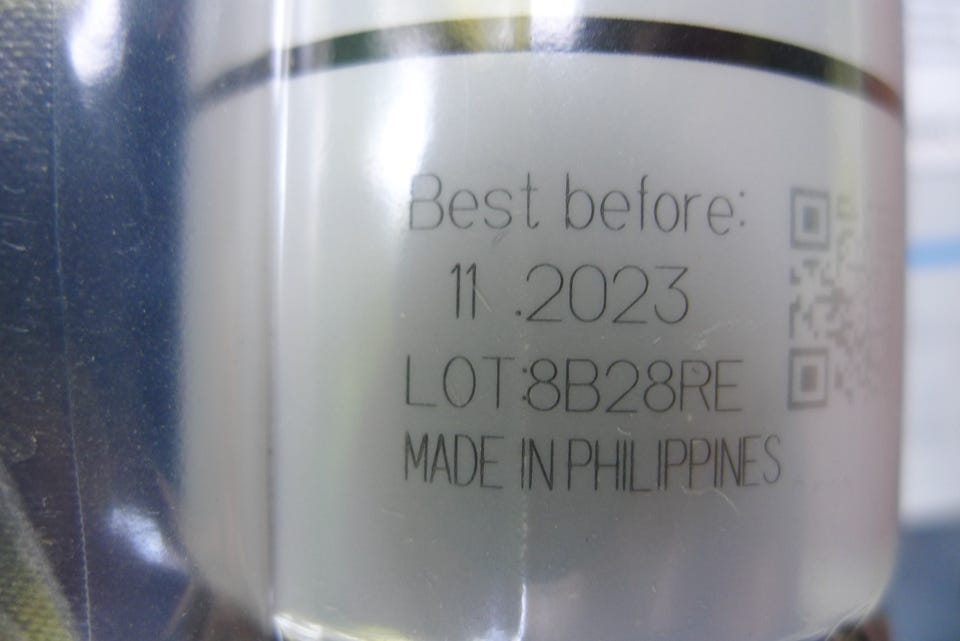 Best before:
11 .2023
LOT:8B28RE
MADE IN PHILIPPINES